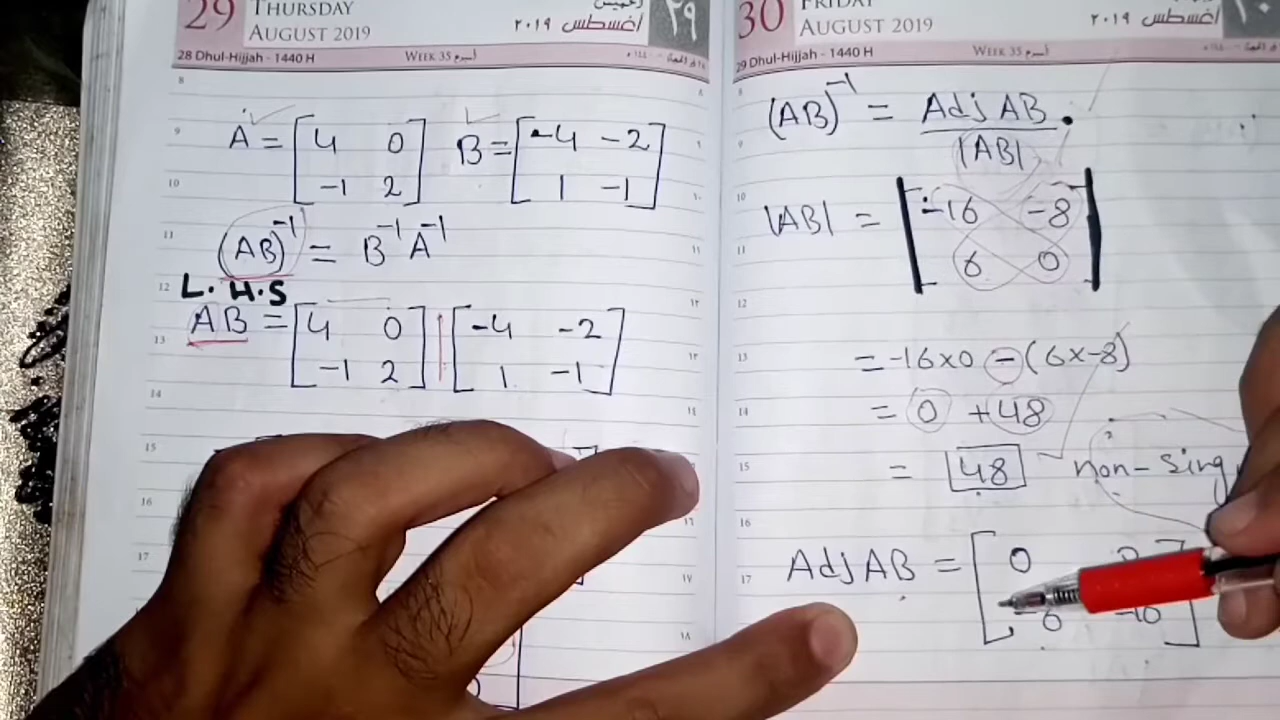 29 THURSDAY
AUGUST 2019
أغسطس ٢٠١٩
٢٩
28 Dhul-Hijjah - 1440 H
WEEK 35
A = [ 4 0 ] B = [ -4 -2 ]
[ -1 2 ] [ 1 -1 ]
(AB)⁻¹ = B⁻¹ A⁻¹
L.H.S
AB = [ 4 0 ] [ -4 -2 ]
[ -1 2 ] [ 1 -1 ]
30 FRIDAY
AUGUST 2019
أغسطس ٢٠١٩
29 Dhul-Hijjah - 1440 H
WEEK 35
(AB)⁻¹ = Adj AB .
|AB|
|AB| = | -16 -8 |
| 6 0 |
= -16×0 - (6×-8)
= 0 + 48
= 48 non-sing
Adj AB = [ 0
-6